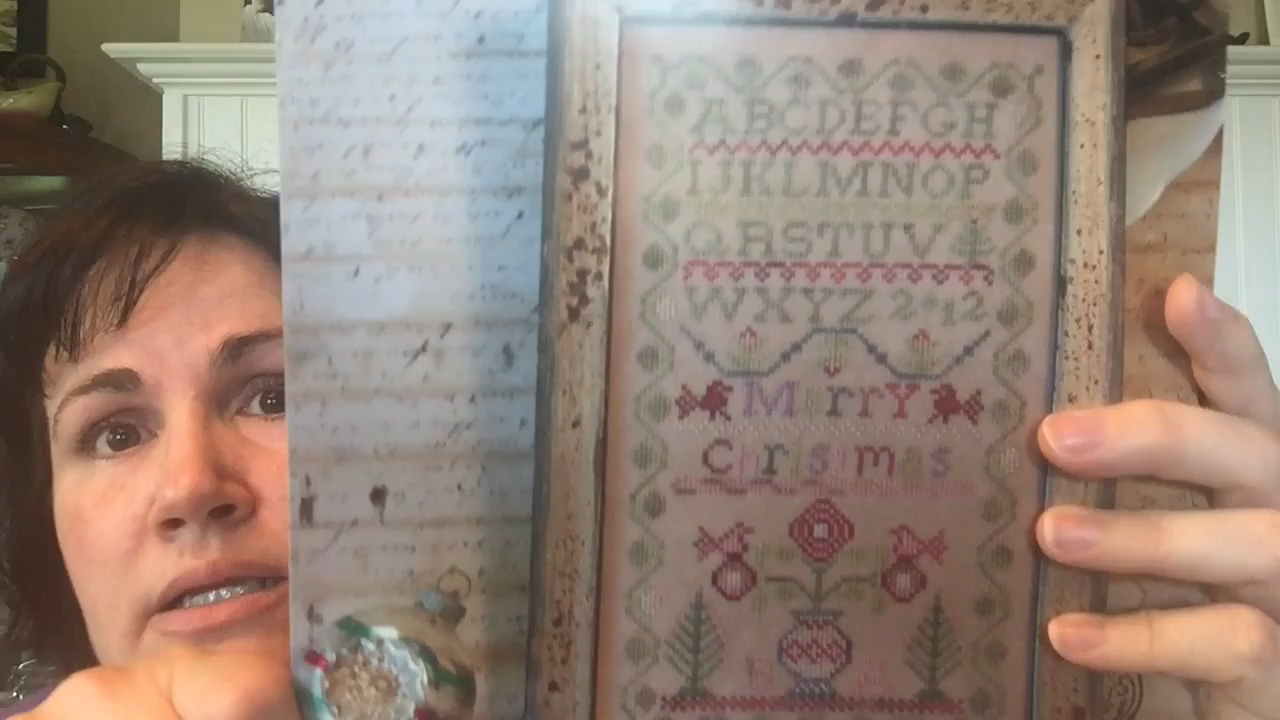 ABCDEFGH
IJKLMNOP
QRSTUV
WXYZ 2012
Merry
Christmas